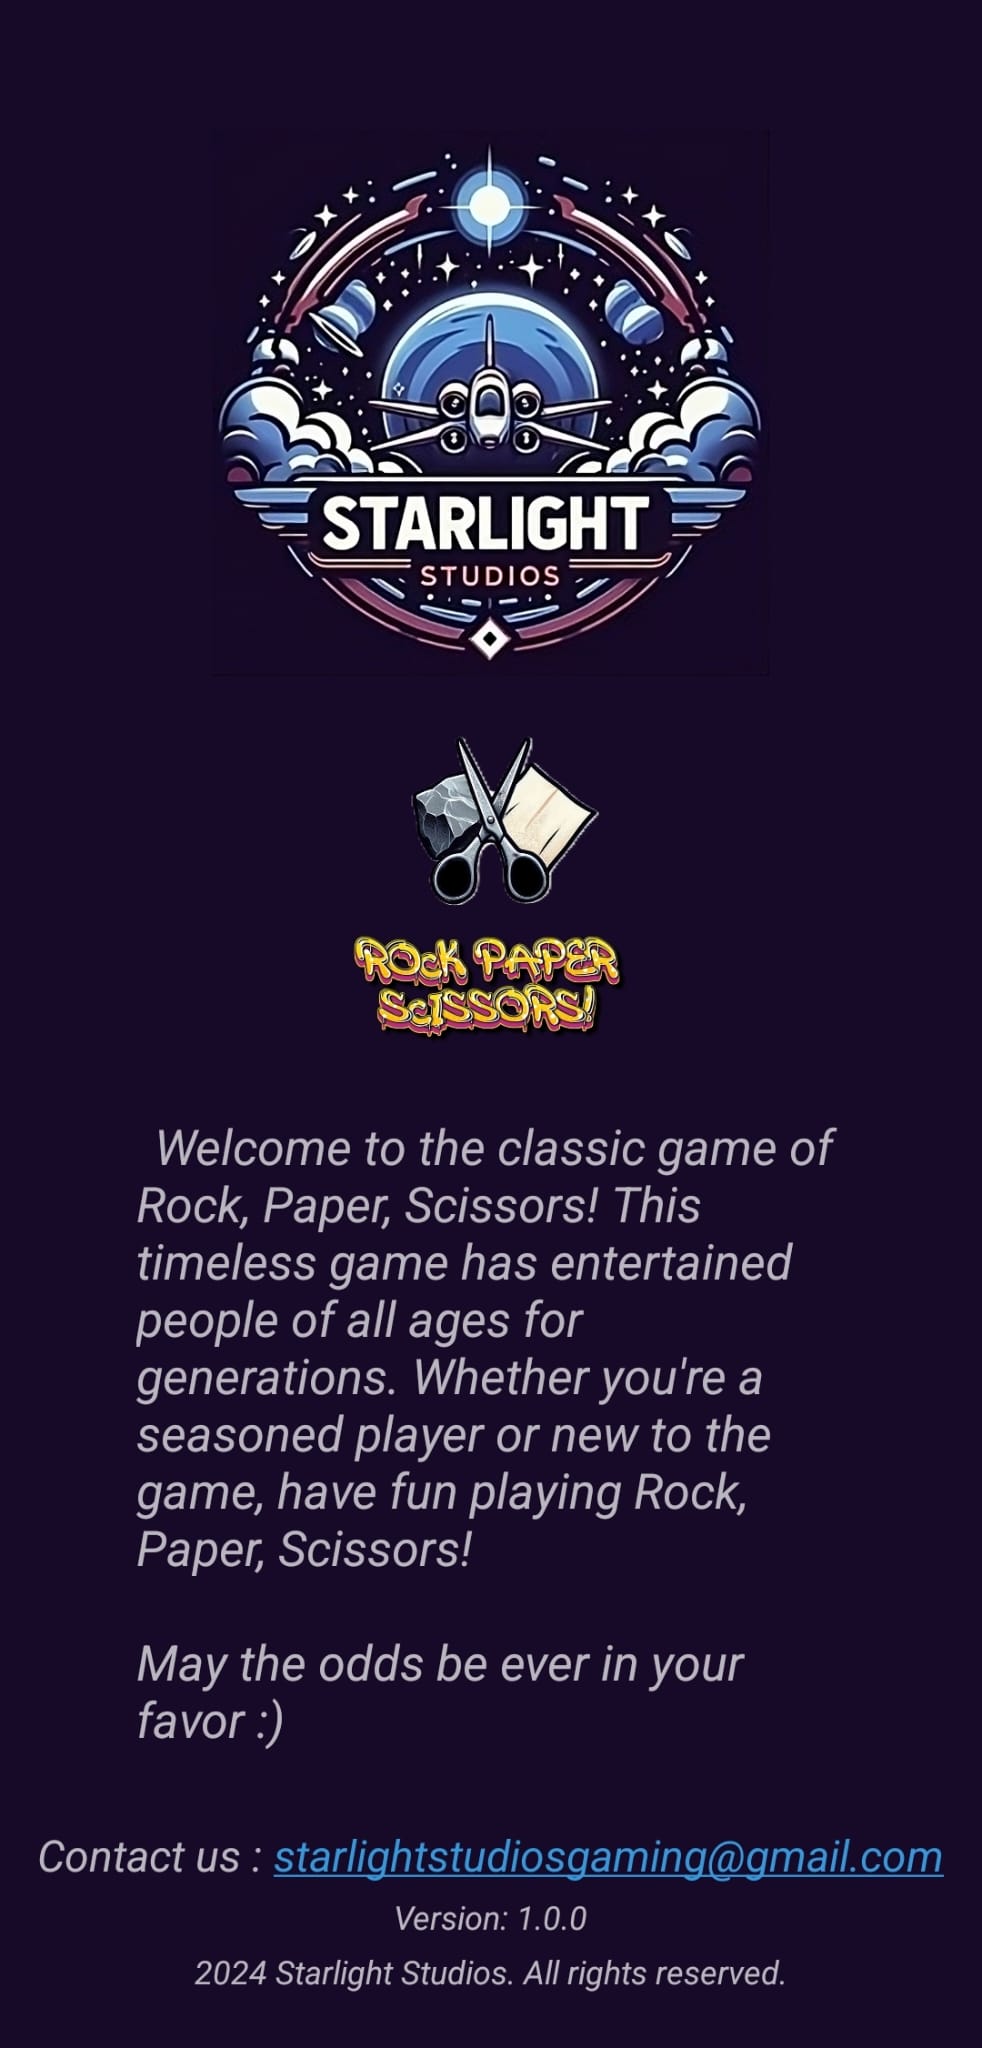 STARLIGHT
STUDIOS
ROCK PAPER
SCISSORS!
Welcome to the classic game of
Rock, Paper, Scissors! This
timeless game has entertained
people of all ages for
generations. Whether you're a
seasoned player or new to the
game, have fun playing Rock,
Paper, Scissors!
May the odds be ever in your
favor :)
Contact us : starlightstudiosgaming@gmail.com
Version: 1.0.0
2024 Starlight Studios. All rights reserved.